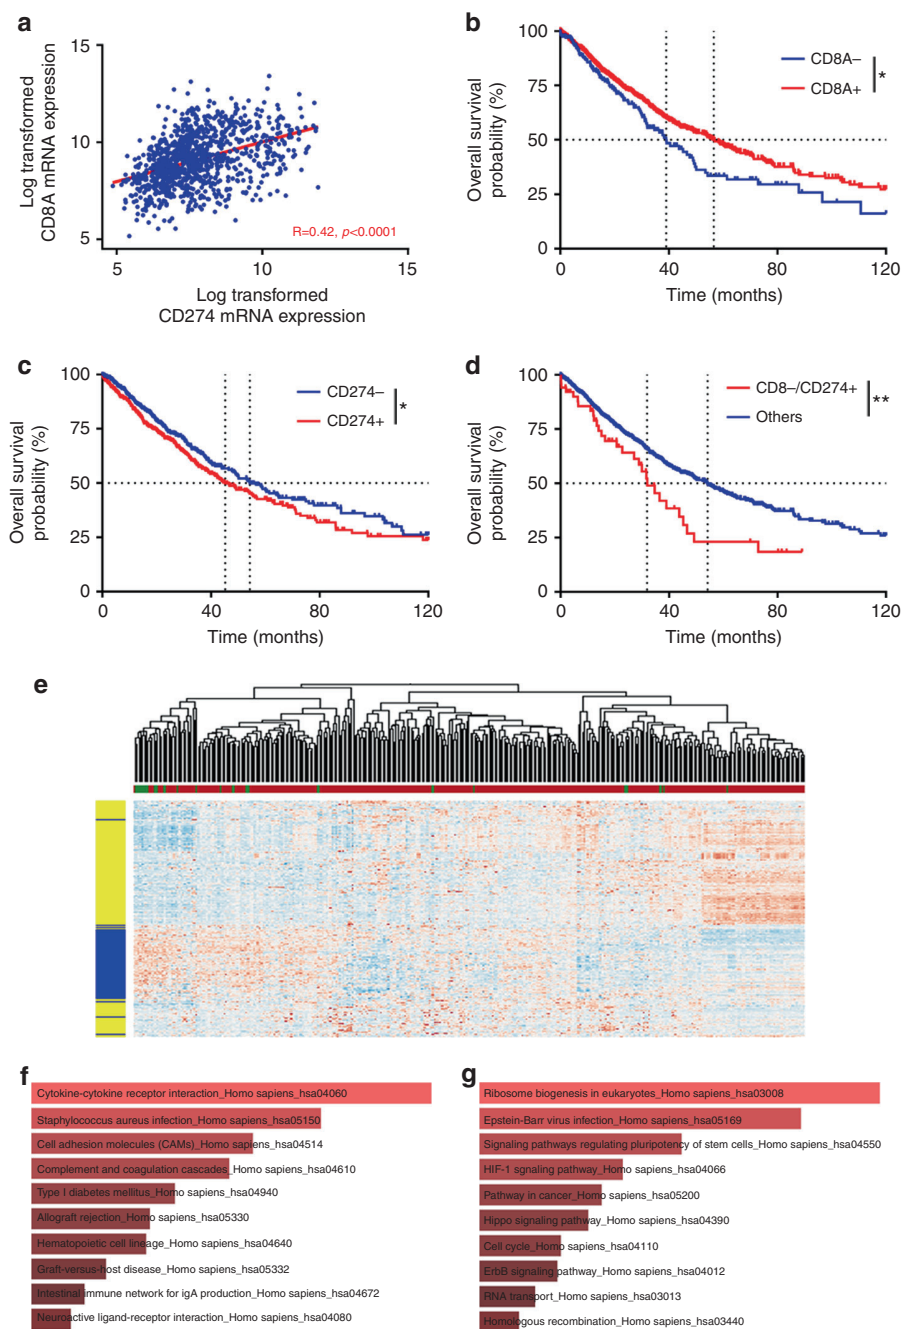 a
15
10
5
5
10
15
Log transformed
CD8A mRNA expression
R=0.42, p<0.0001
Log transformed
CD274 mRNA expression
b
100
75
50
25
0
0
40
80
120
Overall survival
probability (%)
Time (months)
CD8A–
CD8A+
*
c
100
75
50
25
0
0
40
80
120
Overall survival
probability (%)
Time (months)
CD274–
CD274+
*
d
100
75
50
25
0
0
40
80
120
Overall survival
probability (%)
Time (months)
CD8–/CD274+
Others
**
e
f
Cytokine-cytokine receptor interaction_Homo sapiens_hsa04060
Staphylococcus aureus infection_Homo sapiens_hsa05150
Cell adhesion molecules (CAMs)_Homo sapiens_hsa04514
Complement and coagulation cascades_Homo sapiens_hsa04610
Type I diabetes mellitus_Homo sapiens_hsa04940
Allograft rejection_Homo sapiens_hsa05330
Hematopoietic cell lineage_Homo sapiens_hsa04640
Graft-versus-host disease_Homo sapiens_hsa05332
Intestinal immune network for igA production_Homo sapiens_hsa04672
Neuroactive ligand-receptor interaction_Homo sapiens_hsa04080
g
Ribosome biogenesis in eukaryotes_Homo sapiens_hsa03008
Epstein-Barr virus infection_Homo sapiens_hsa05169
Signaling pathways regulating pluripotency of stem cells_Homo sapiens_hsa04550
HIF-1 signaling pathway_Homo sapiens_hsa04066
Pathway in cancer_Homo sapiens_hsa05200
Hippo signaling pathway_Homo sapiens_hsa04390
Cell cycle_Homo sapiens_hsa04110
ErbB signaling pathway_Homo sapiens_hsa04012
RNA transport_Homo sapiens_hsa03013
Homologous recombination_Homo sapiens_hsa03440